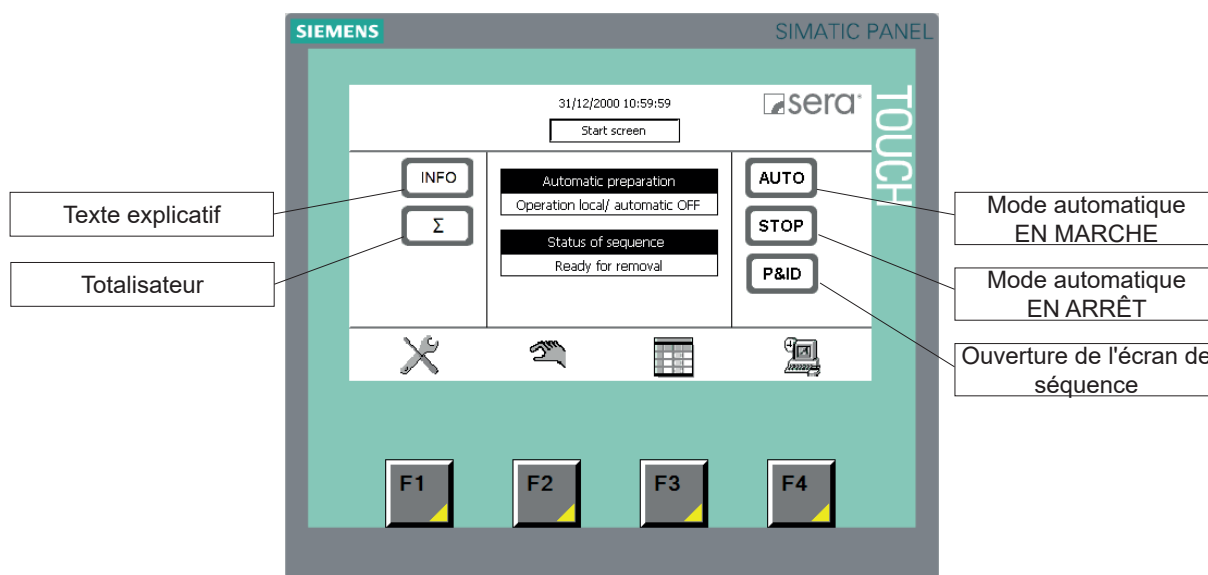 SIEMENS
SIMATIC PANEL
TOUCH
31/12/2000 10:59:59
sera
Start screen
INFO
Σ
Automatic preparation
Operation local/ automatic OFF
Status of sequence
Ready for removal
AUTO
STOP
P&ID
Texte explicatif
Totalisateur
Mode automatique
EN MARCHE
Mode automatique
EN ARRÊT
Ouverture de l'écran de
séquence
F1
F2
F3
F4